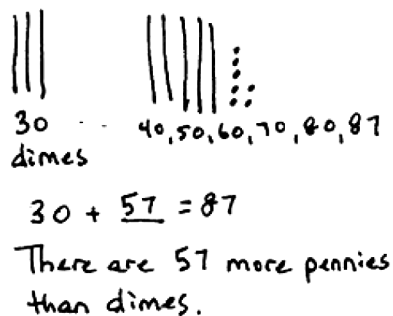 30 .. 40, 50, 60, 70, 80, 87
dimes
30 + 57 = 87
There are 57 more pennies
than dimes.